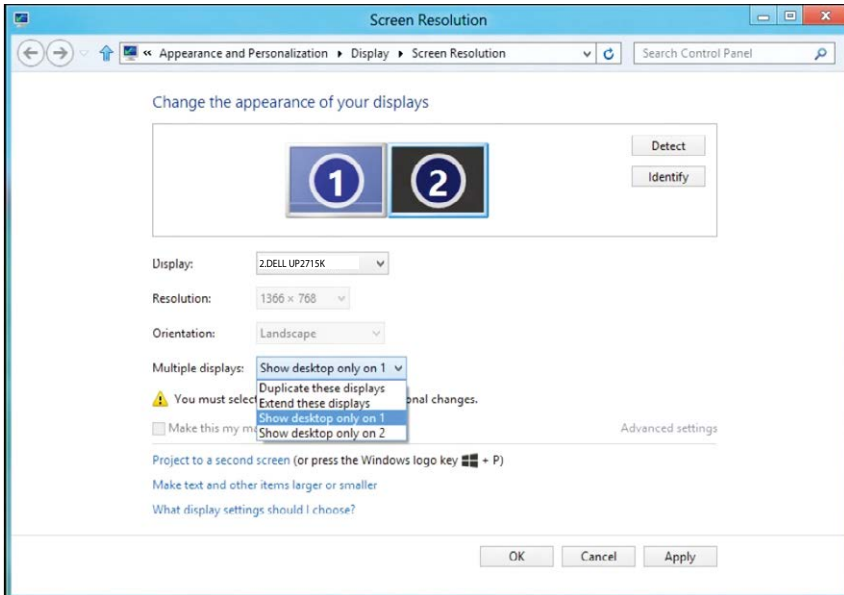 Screen Resolution
« Appearance and Personalization ▸ Display ▸ Screen Resolution
Search Control Panel
Change the appearance of your displays
1
2
Detect
Identify
Display: 2.DELL UP2715K
Resolution: 1366 × 768
Orientation: Landscape
Multiple displays: Show desktop only on 1
Duplicate these displays
Extend these displays
Show desktop only on 1
Show desktop only on 2
You must select onal changes.
Make this my m
Advanced settings
Project to a second screen (or press the Windows logo key + P)
Make text and other items larger or smaller
What display settings should I choose?
OK
Cancel
Apply